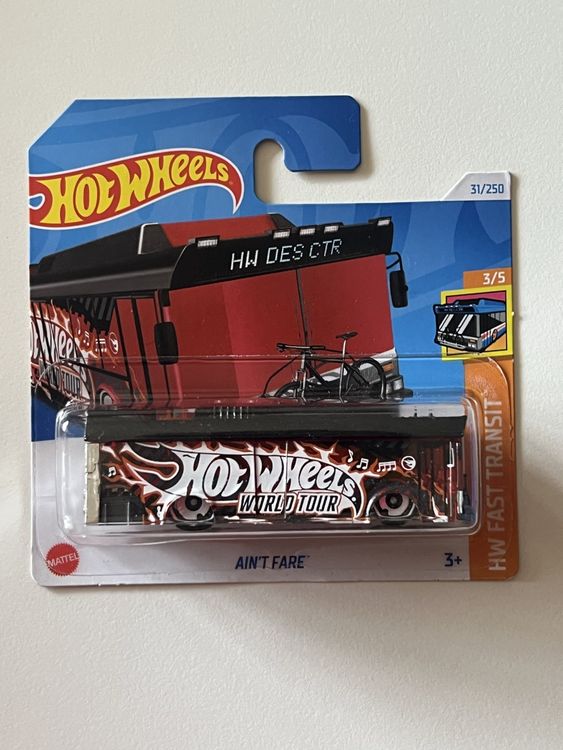 HOT WHEELS
31/250
HW DES CTR
3/5
Hot Wheels
WORLD TOUR
HOT WHEELS
WORLD TOUR
HW FAST TRANSIT
MATTEL
AIN'T FARE™
3+